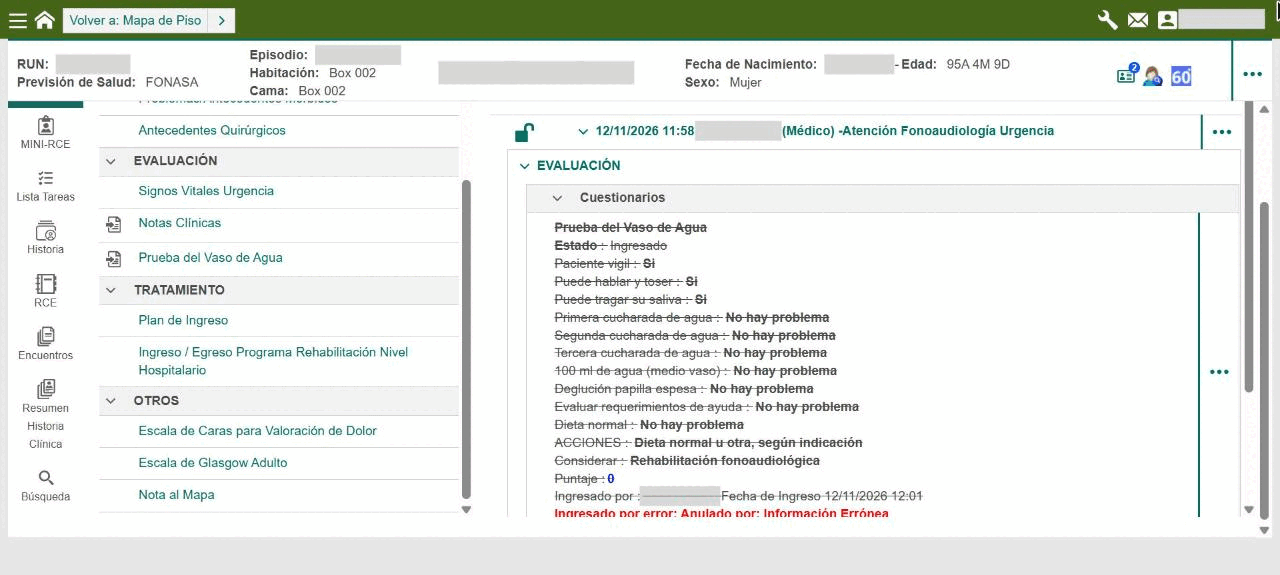 Volver a: Mapa de Piso
RUN:
Previsión de Salud: FONASA
Episodio:
Habitación: Box 002
Cama: Box 002
Fecha de Nacimiento: - Edad: 95A 4M 9D
Sexo: Mujer
2
60
MINI-RCE
Lista Tareas
Historia
RCE
Encuentros
Resumen
Historia
Clínica
Búsqueda
Problemas/Antecedentes Mórbidos
Antecedentes Quirúrgicos
EVALUACIÓN
Signos Vitales Urgencia
Notas Clínicas
Prueba del Vaso de Agua
TRATAMIENTO
Plan de Ingreso
Ingreso / Egreso Programa Rehabilitación Nivel
Hospitalario
OTROS
Escala de Caras para Valoración de Dolor
Escala de Glasgow Adulto
Nota al Mapa
12/11/2026 11:58 (Médico) -Atención Fonoaudiología Urgencia
EVALUACIÓN
Cuestionarios
Prueba del Vaso de Agua
Estado : Ingresado
Paciente vigil : Si
Puede hablar y toser : Si
Puede tragar su saliva : Si
Primera cucharada de agua : No hay problema
Segunda cucharada de agua : No hay problema
Tercera cucharada de agua : No hay problema
100 ml de agua (medio vaso) : No hay problema
Deglución papilla espesa : No hay problema
Evaluar requerimientos de ayuda : No hay problema
Dieta normal : No hay problema
ACCIONES : Dieta normal u otra, según indicación
Considerar : Rehabilitación fonoaudiológica
Puntaje : 0
Ingresado por : Fecha de Ingreso 12/11/2026 12:01
Ingresado por error: Anulado por: Información Errónea